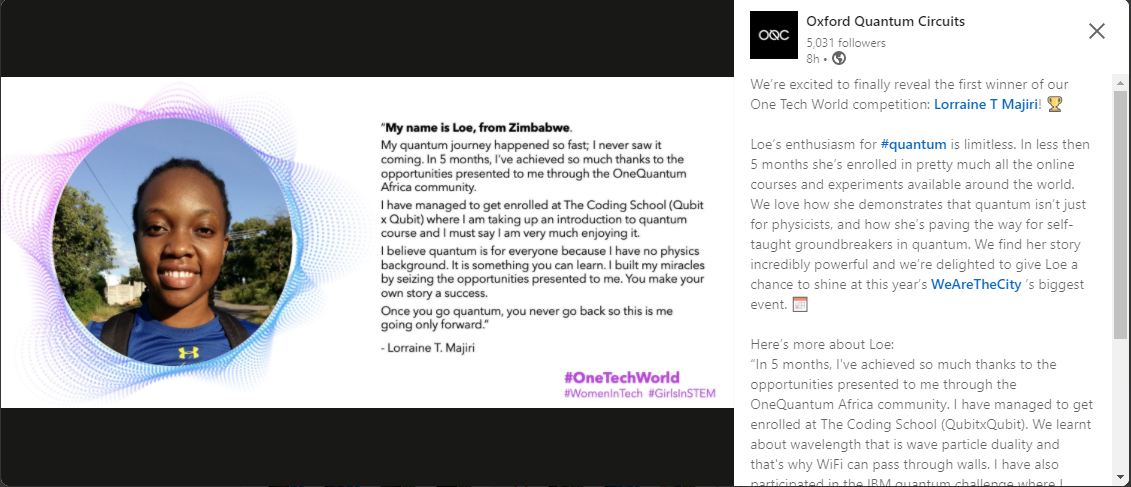 "My name is Loe, from Zimbabwe.
My quantum journey happened so fast; I never saw it
coming. In 5 months, I've achieved so much thanks to the
opportunities presented to me through the OneQuantum
Africa community.
I have managed to get enrolled at The Coding School (Qubit
x Qubit) where I am taking up an introduction to quantum
course and I must say I am very much enjoying it.
I believe quantum is for everyone because I have no physics
background. It is something you can learn. I built my miracles
by seizing the opportunities presented to me. You make your
own story a success.
Once you go quantum, you never go back so this is me
going only forward."
- Lorraine T. Majiri
#OneTechWorld
#WomenInTech #GirlsInSTEM
OQC
Oxford Quantum Circuits
5,031 followers
8h •
We're excited to finally reveal the first winner of our
One Tech World competition: Lorraine T Majiri! 🏆
Loe's enthusiasm for #quantum is limitless. In less then
5 months she's enrolled in pretty much all the online
courses and experiments available around the world.
We love how she demonstrates that quantum isn't just
for physicists, and how she's paving the way for self-
taught groundbreakers in quantum. We find her story
incredibly powerful and we're delighted to give Loe a
chance to shine at this year's WeAreTheCity 's biggest
event. 📅
Here's more about Loe:
"In 5 months, I've achieved so much thanks to the
opportunities presented to me through the
OneQuantum Africa community. I have managed to get
enrolled at The Coding School (QubitxQubit). We learnt
about wavelength that is wave particle duality and
that's why WiFi can pass through walls. I have also
participated in the IBM quantum challenge where I